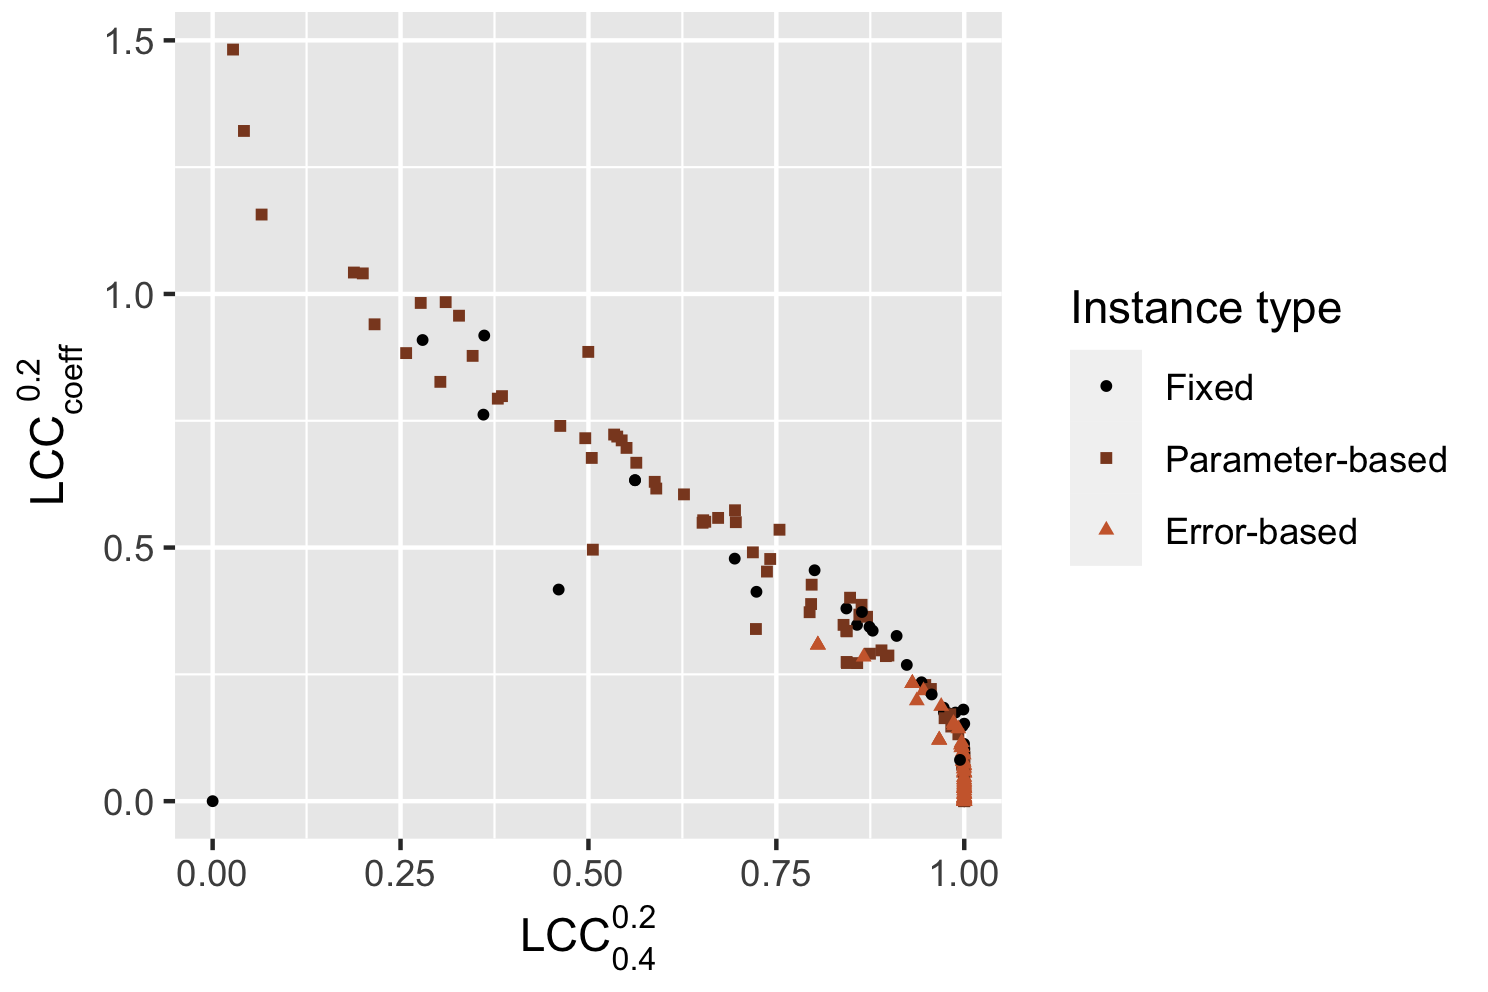 1.5
1.0
0.5
0.0
0.00 0.25 0.50 0.75 1.00
LCC^{0.2}_{0.4}
LCC^{0.2}_{coeff}
Instance type
Fixed
Parameter-based
Error-based